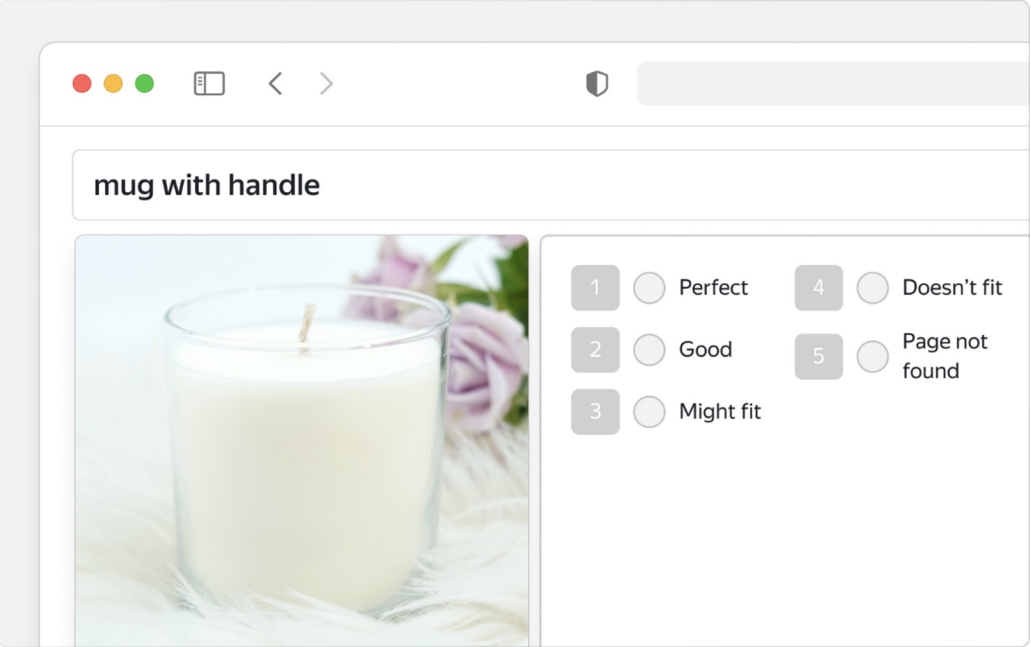 mug with handle
1 Perfect
2 Good
3 Might fit
4 Doesn't fit
5 Page not
found